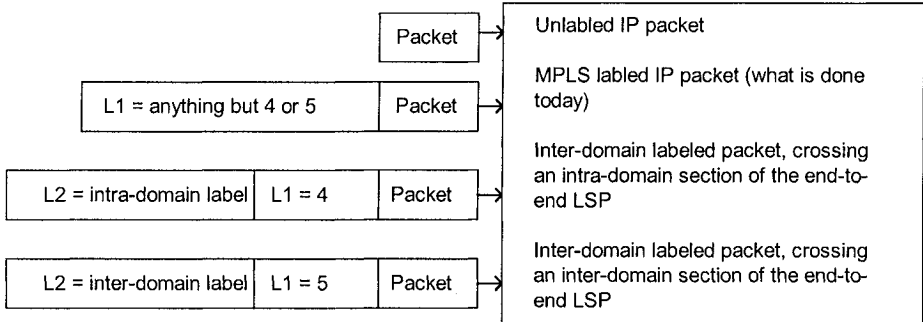 Packet
Unlabled IP packet
L1 = anything but 4 or 5
Packet
MPLS labled IP packet (what is done
today)
L2 = intra-domain label
L1 = 4
Packet
Inter-domain labeled packet, crossing
an intra-domain section of the end-to-
end LSP
L2 = inter-domain label
L1 = 5
Packet
Inter-domain labeled packet, crossing
an inter-domain section of the end-to-
end LSP